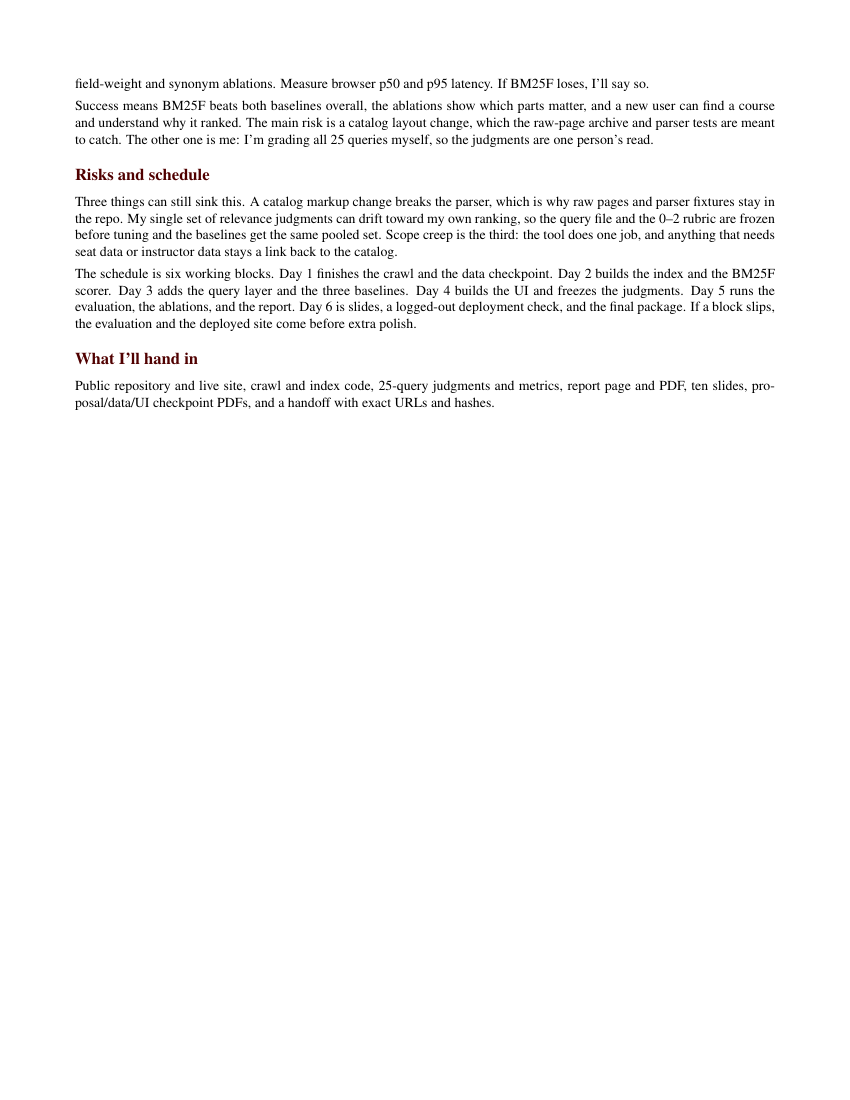 field-weight and synonym ablations. Measure browser p50 and p95 latency. If BM25F loses, I’ll say so.
Success means BM25F beats both baselines overall, the ablations show which parts matter, and a new user can find a course
and understand why it ranked. The main risk is a catalog layout change, which the raw-page archive and parser tests are meant
to catch. The other one is me: I’m grading all 25 queries myself, so the judgments are one person’s read.
Risks and schedule
Three things can still sink this. A catalog markup change breaks the parser, which is why raw pages and parser fixtures stay in
the repo. My single set of relevance judgments can drift toward my own ranking, so the query file and the 0–2 rubric are frozen
before tuning and the baselines get the same pooled set. Scope creep is the third: the tool does one job, and anything that needs
seat data or instructor data stays a link back to the catalog.
The schedule is six working blocks. Day 1 finishes the crawl and the data checkpoint. Day 2 builds the index and the BM25F
scorer. Day 3 adds the query layer and the three baselines. Day 4 builds the UI and freezes the judgments. Day 5 runs the
evaluation, the ablations, and the report. Day 6 is slides, a logged-out deployment check, and the final package. If a block slips,
the evaluation and the deployed site come before extra polish.
What I’ll hand in
Public repository and live site, crawl and index code, 25-query judgments and metrics, report page and PDF, ten slides, pro-
posal/data/UI checkpoint PDFs, and a handoff with exact URLs and hashes.